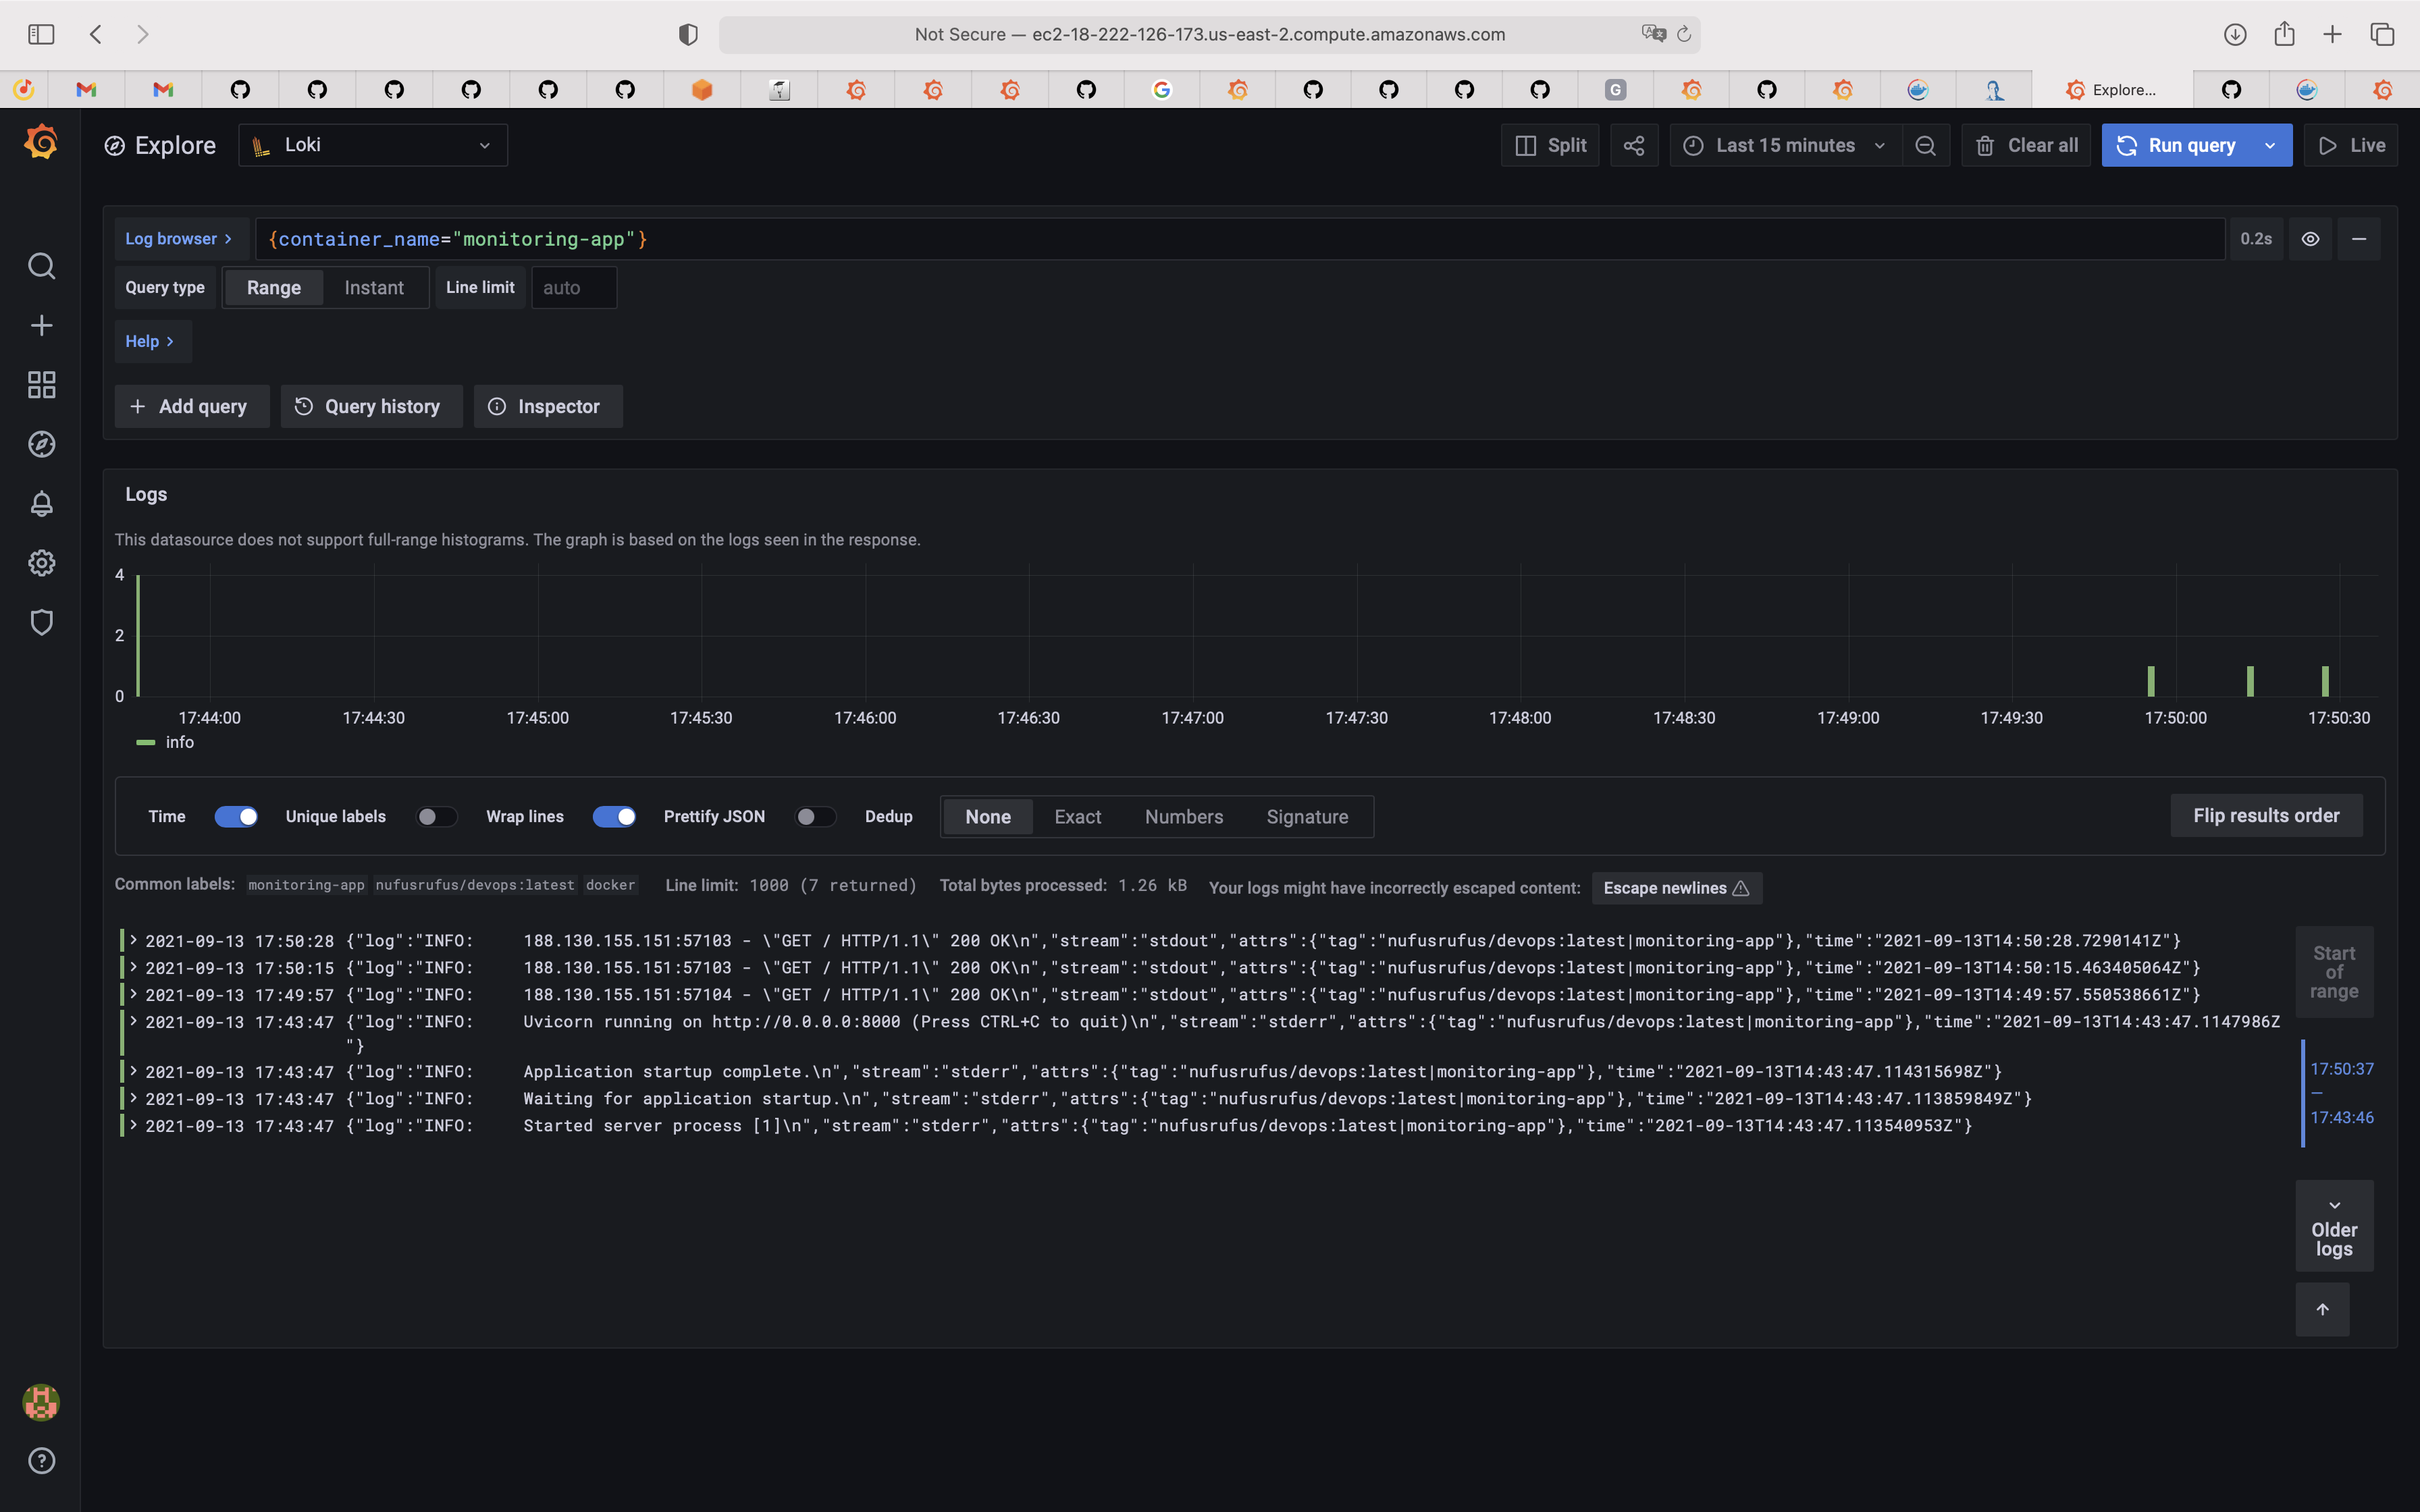 Not Secure — ec2-18-222-126-173.us-east-2.compute.amazonaws.com
G Explore...
Explore Loki Split Last 15 minutes Clear all Run query Live
Log browser > {container_name="monitoring-app"} 0.2s
Query type Range Instant Line limit auto
Help >
Add query Query history Inspector
Logs
This datasource does not support full-range histograms. The graph is based on the logs seen in the response.
4
2
0
17:44:00 17:44:30 17:45:00 17:45:30 17:46:00 17:46:30 17:47:00 17:47:30 17:48:00 17:48:30 17:49:00 17:49:30 17:50:00 17:50:30
info
Time Unique labels Wrap lines Prettify JSON Dedup None Exact Numbers Signature Flip results order
Common labels: monitoring-app nufusrufus/devops:latest docker Line limit: 1000 (7 returned) Total bytes processed: 1.26 kB Your logs might have incorrectly escaped content: Escape newlines
2021-09-13 17:50:28 {"log":"INFO: 188.130.155.151:57103 - \"GET / HTTP/1.1\" 200 OK\n","stream":"stdout","attrs":{"tag":"nufusrufus/devops:latest|monitoring-app"},"time":"2021-09-13T14:50:28.7290141Z"}
2021-09-13 17:50:15 {"log":"INFO: 188.130.155.151:57103 - \"GET / HTTP/1.1\" 200 OK\n","stream":"stdout","attrs":{"tag":"nufusrufus/devops:latest|monitoring-app"},"time":"2021-09-13T14:50:15.463405064Z"}
2021-09-13 17:49:57 {"log":"INFO: 188.130.155.151:57104 - \"GET / HTTP/1.1\" 200 OK\n","stream":"stdout","attrs":{"tag":"nufusrufus/devops:latest|monitoring-app"},"time":"2021-09-13T14:49:57.550538661Z"}
2021-09-13 17:43:47 {"log":"INFO: Uvicorn running on http://0.0.0.0:8000 (Press CTRL+C to quit)\n","stream":"stderr","attrs":{"tag":"nufusrufus/devops:latest|monitoring-app"},"time":"2021-09-13T14:43:47.1147986Z
"}
2021-09-13 17:43:47 {"log":"INFO: Application startup complete.\n","stream":"stderr","attrs":{"tag":"nufusrufus/devops:latest|monitoring-app"},"time":"2021-09-13T14:43:47.114315698Z"}
2021-09-13 17:43:47 {"log":"INFO: Waiting for application startup.\n","stream":"stderr","attrs":{"tag":"nufusrufus/devops:latest|monitoring-app"},"time":"2021-09-13T14:43:47.113859849Z"}
2021-09-13 17:43:47 {"log":"INFO: Started server process [1]\n","stream":"stderr","attrs":{"tag":"nufusrufus/devops:latest|monitoring-app"},"time":"2021-09-13T14:43:47.113540953Z"}
Start
of
range
17:50:37
—
17:43:46
Older
logs